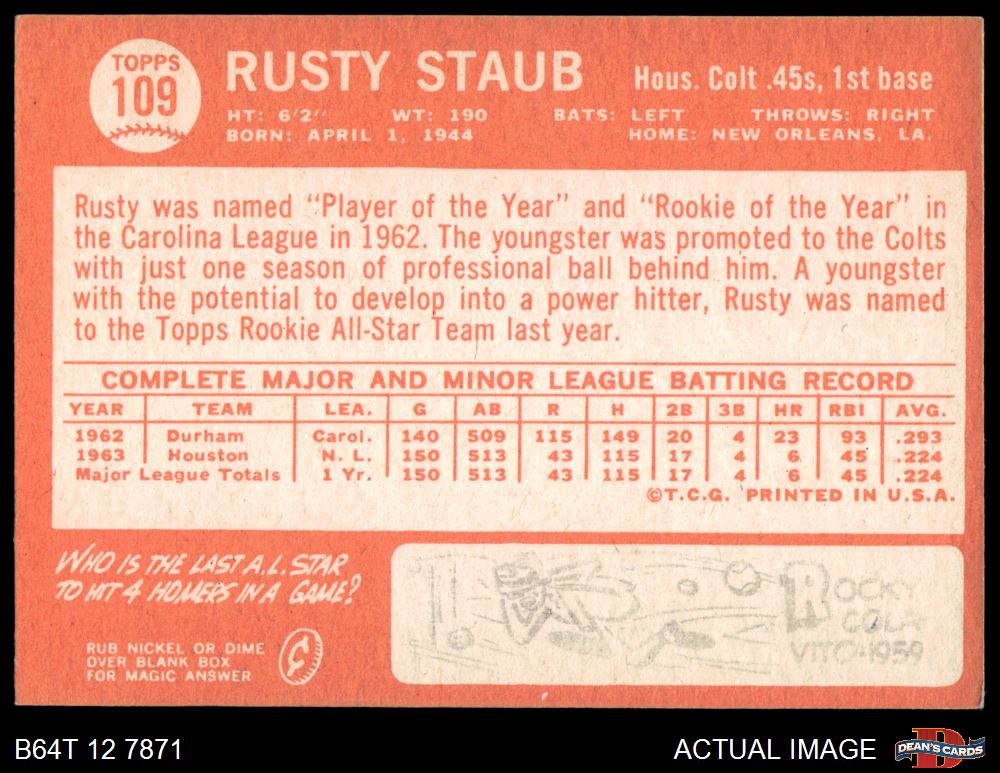 TOPPS
109
RUSTY STAUB
Hous. Colt .45s, 1st base
HT: 6'2" WT: 190 BATS: LEFT THROWS: RIGHT
BORN: APRIL 1, 1944 HOME: NEW ORLEANS, LA.
Rusty was named "Player of the Year" and "Rookie of the Year" in
the Carolina League in 1962. The youngster was promoted to the Colts
with just one season of professional ball behind him. A youngster
with the potential to develop into a power hitter, Rusty was named
to the Topps Rookie All-Star Team last year.
COMPLETE MAJOR AND MINOR LEAGUE BATTING RECORD
YEAR TEAM LEA. G AB R H 2B 3B HR RBI AVG.
1962 Durham Carol. 140 509 115 149 20 4 23 93 .293
1963 Houston N. L. 150 513 43 115 17 4 6 45 .224
Major League Totals 1 Yr. 150 513 43 115 17 4 6 45 .224
©T.C.G. PRINTED IN U.S.A.
WHO IS THE LAST A.L. STAR
TO HIT 4 HOMERS IN A GAME?
RUB NICKEL OR DIME
OVER BLANK BOX
FOR MAGIC ANSWER
¢
ROCKY
COLA
VITO-1959
B64T 12 7871
ACTUAL IMAGE
D
DEAN'S CARDS